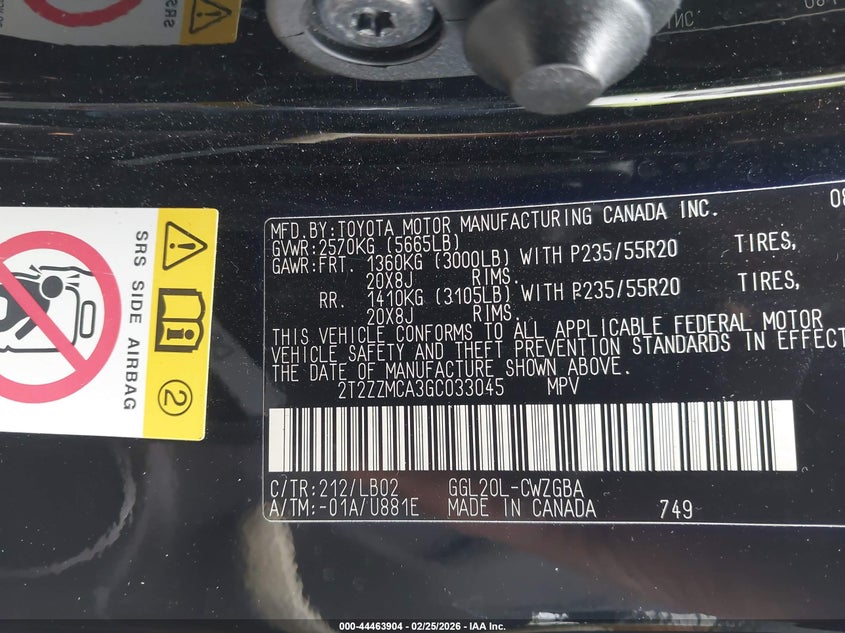 MFD.BY:TOYOTA MOTOR MANUFACTURING CANADA INC. 08
GVWR:2570KG (5665LB)
GAWR:FRT. 1360KG (3000LB) WITH P235/55R20 TIRES,
20X8J RIMS.
RR. 1410KG (3105LB) WITH P235/55R20 TIRES,
20X8J RIMS.
THIS VEHICLE CONFORMS TO ALL APPLICABLE FEDERAL MOTOR
VEHICLE SAFETY AND THEFT PREVENTION STANDARDS IN EFFECT
THE DATE OF MANUFACTURE SHOWN ABOVE.
2T2ZZMCA3GC033045 MPV
C/TR:212/LB02 GGL20L-CWZGBA
A/TM:-01A/U881E MADE IN CANADA 749
SRS SIDE AIRBAG
2
SRS
INC
000-44463904 - 02/25/2026 - IAA Inc.